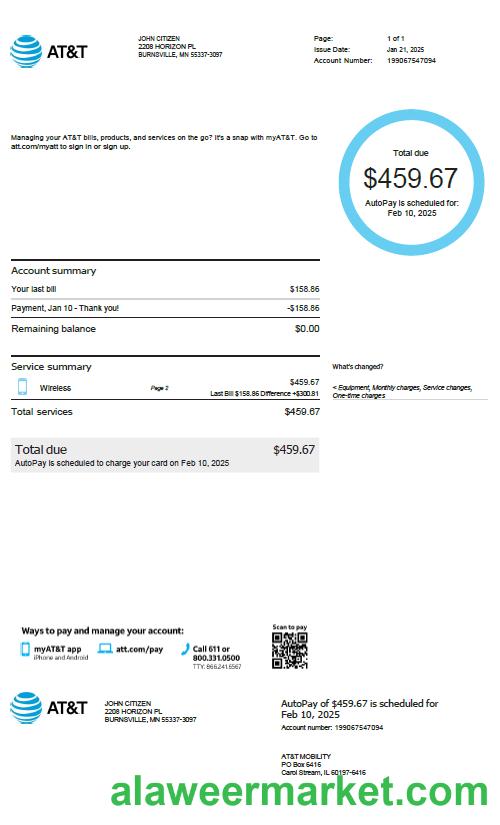 AT&T
JOHN CITIZEN
2208 HORIZON PL
BURNSVILLE, MN 55337-3097
Page: 1 of 1
Issue Date: Jan 21, 2025
Account Number: 199067547094
Managing your AT&T bills, products, and services on the go? It's a snap with myAT&T. Go to
att.com/myatt to sign in or sign up.
Total due
$459.67
AutoPay is scheduled for:
Feb 10, 2025
Account summary
Your last bill $158.86
Payment, Jan 10 - Thank you! -$158.86
Remaining balance $0.00
Service summary
What's changed?
Wireless Page 2 $459.67
Last Bill $158.86 Difference +$300.81
< Equipment, Monthly charges, Service changes,
One-time charges
Total services $459.67
Total due $459.67
AutoPay is scheduled to charge your card on Feb 10, 2025
Ways to pay and manage your account:
myAT&T app
iPhone and Android
att.com/pay
Call 611 or
800.331.0500
TTY: 866.241.6567
Scan to pay
AT&T
JOHN CITIZEN
2208 HORIZON PL
BURNSVILLE, MN 55337-3097
AutoPay of $459.67 is scheduled for
Feb 10, 2025
Account number: 199067547094
AT&T MOBILITY
PO Box 6416
Carol Stream, IL 60197-6416
alaweermarket.com